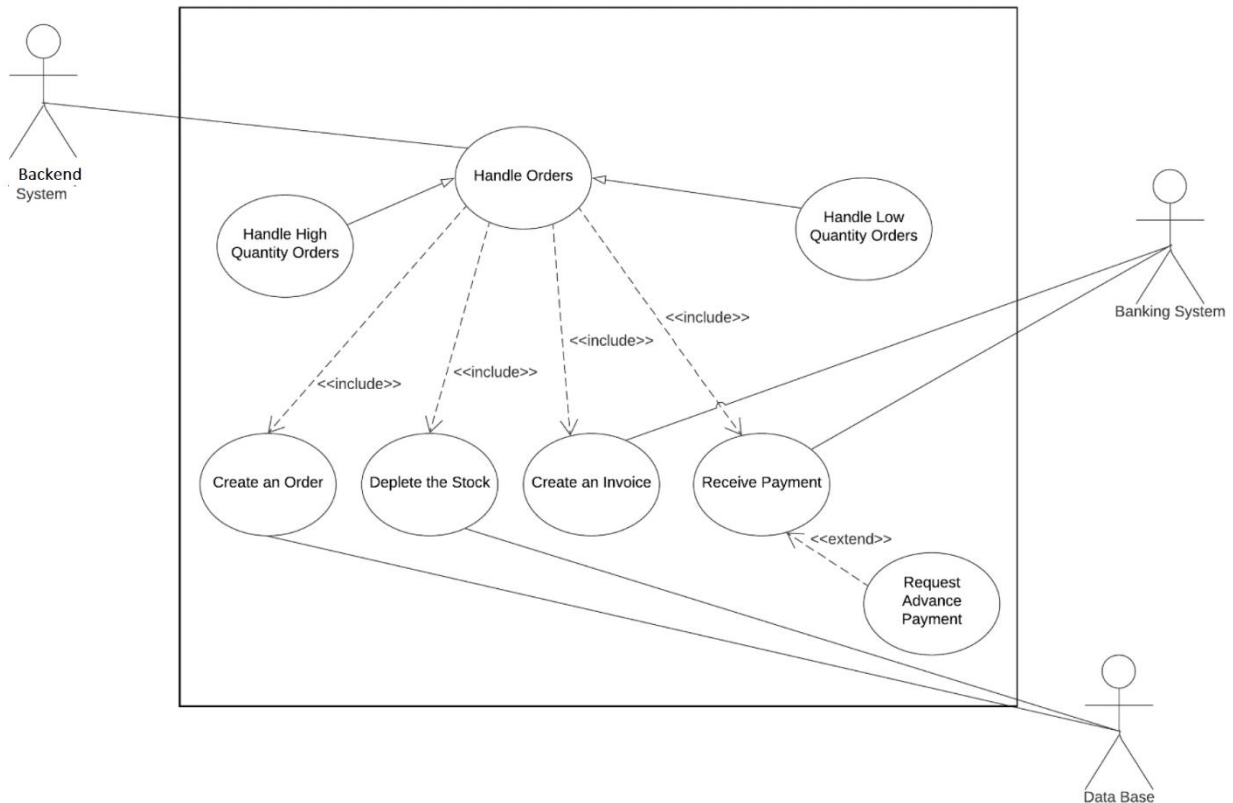 Backend
System
Handle Orders
Handle High
Quantity Orders
Handle Low
Quantity Orders
Banking System
<<include>>
<<include>>
<<include>>
<<include>>
Create an Order
Deplete the Stock
Create an Invoice
Receive Payment
<<extend>>
Request
Advance
Payment
Data Base